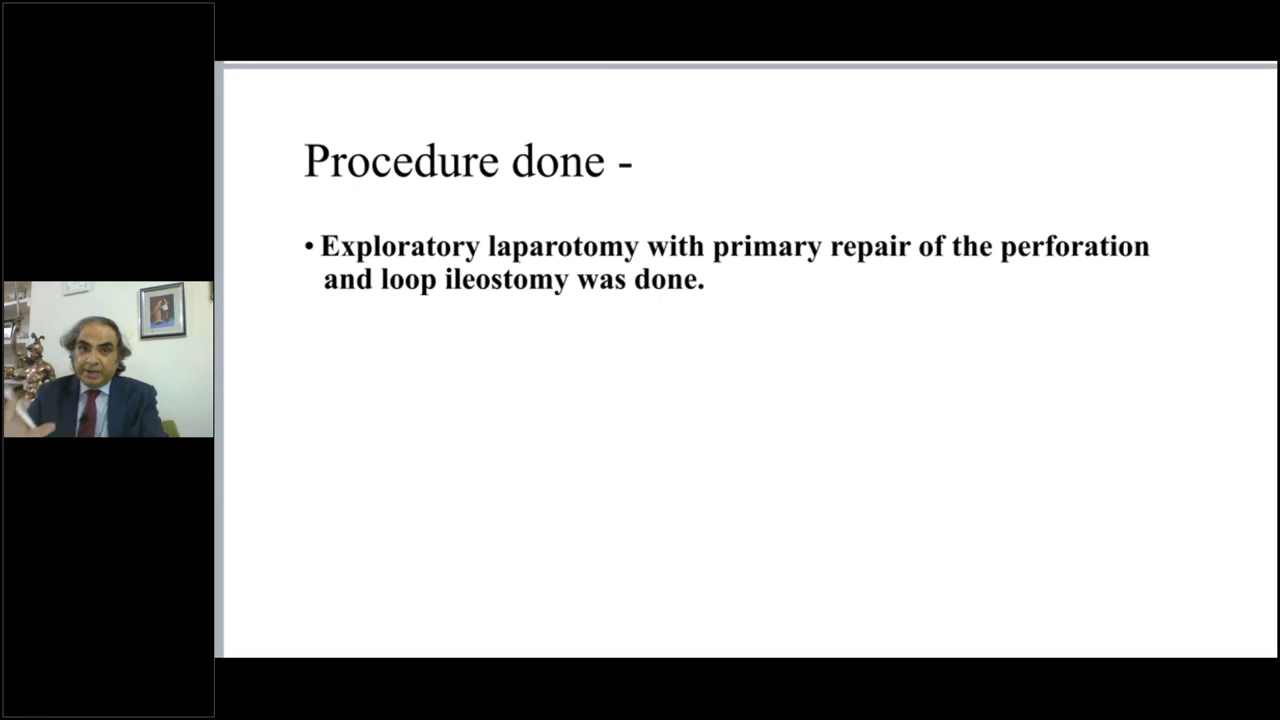 Procedure done -
• Exploratory laparotomy with primary repair of the perforation
and loop ileostomy was done.